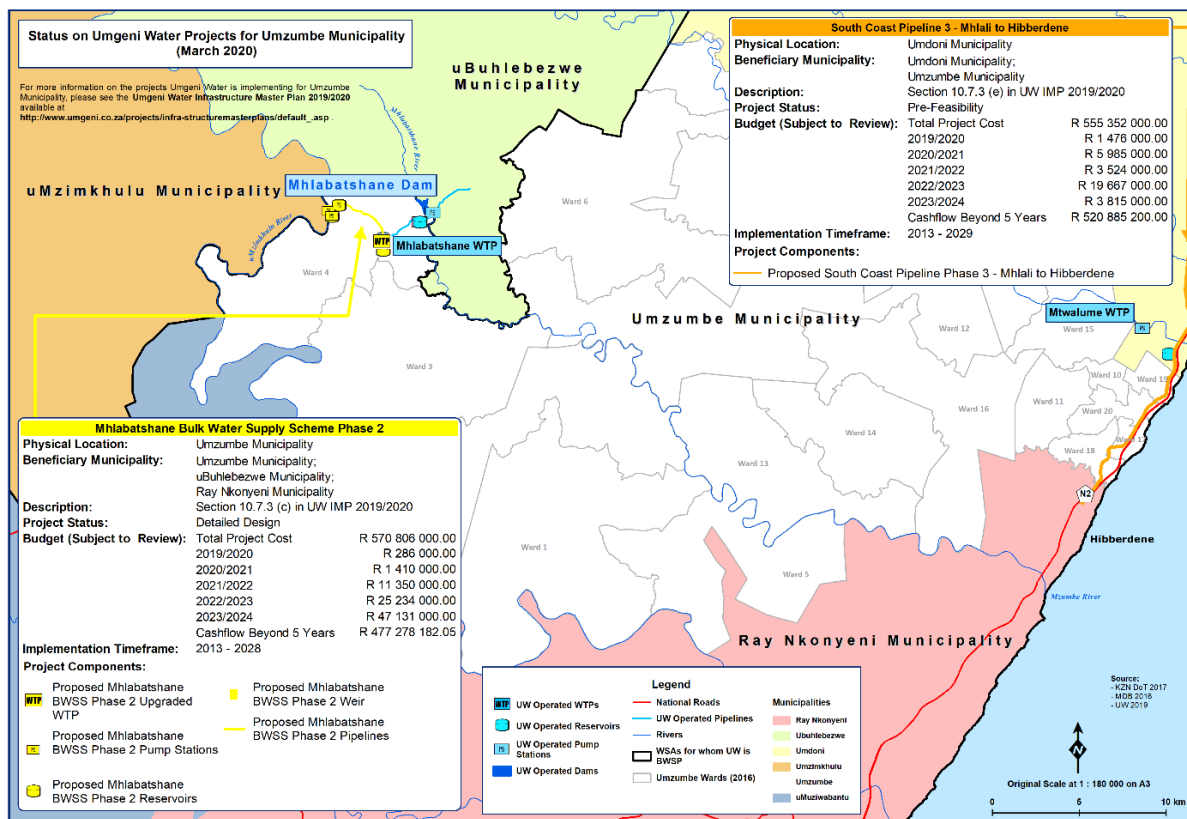 Status on Umgeni Water Projects for Umzumbe Municipality
(March 2020)
For more information on the projects Umgeni Water is implementing for Umzumbe
Municipality, please see the Umgeni Water Infrastructure Master Plan 2019/2020
available at
http://www.umgeni.co.za/projects/infra-structuremasterplans/default_.asp .
South Coast Pipeline 3 - Mhlali to Hibberdene
Physical Location: Umdoni Municipality
Beneficiary Municipality: Umdoni Municipality;
Umzumbe Municipality
Description: Section 10.7.3 (e) in UW IMP 2019/2020
Project Status: Pre-Feasibility
Budget (Subject to Review): Total Project Cost R 555 352 000.00
2019/2020 R 1 476 000.00
2020/2021 R 5 985 000.00
2021/2022 R 3 524 000.00
2022/2023 R 19 667 000.00
2023/2024 R 3 815 000.00
Cashflow Beyond 5 Years R 520 885 200.00
Implementation Timeframe: 2013 - 2029
Project Components:
Proposed South Coast Pipeline Phase 3 - Mhlali to Hibberdene
uBuhlebezwe
Municipality
Mhlabatshane River
uMzimkhulu Municipality
Mhlabatshane Dam
PS
WTP
Mhlabatshane WTP
uMzimkhulu River
Ward 6
Ward 4
Umzumbe Municipality
Mtwalume WTP
PS
Ward 12
Ward 15
Ward 3
Ward 10
Ward 19
Ward 11
Ward 20
Ward 16
Ward 14
Ward 18
Ward 13
N2
Hibberdene
Ward 1
Ward 5
Mzumbe River
Ray Nkonyeni Municipality
Mhlabatshane Bulk Water Supply Scheme Phase 2
Physical Location: Umzumbe Municipality
Beneficiary Municipality: Umzumbe Municipality;
uBuhlebezwe Municipality;
Ray Nkonyeni Municipality
Description: Section 10.7.3 (c) in UW IMP 2019/2020
Project Status: Detailed Design
Budget (Subject to Review): Total Project Cost R 570 806 000.00
2019/2020 R 286 000.00
2020/2021 R 1 410 000.00
2021/2022 R 11 350 000.00
2022/2023 R 25 234 000.00
2023/2024 R 47 131 000.00
Cashflow Beyond 5 Years R 477 278 182.05
Implementation Timeframe: 2013 - 2028
Project Components:
WTP
Proposed Mhlabatshane
BWSS Phase 2 Upgraded
WTP
Proposed Mhlabatshane
BWSS Phase 2 Weir
Proposed Mhlabatshane
BWSS Phase 2 Pipelines
PS
Proposed Mhlabatshane
BWSS Phase 2 Pump Stations
Proposed Mhlabatshane
BWSS Phase 2 Reservoirs
Legend
WTP UW Operated WTPs
UW Operated Reservoirs
PS UW Operated Pump
Stations
UW Operated Dams
National Roads
UW Operated Pipelines
Rivers
WSAs for whom UW is
BWSP
Umzumbe Wards (2016)
Municipalities
Ray Nkonyeni
Ubuhlebezwe
Umdoni
Umzimkhulu
Umzumbe
uMuziwabantu
Source:
- KZN DoT 2017
- MDB 2016
- UW 2019
N
Original Scale at 1 : 180 000 on A3
0 5 10 km